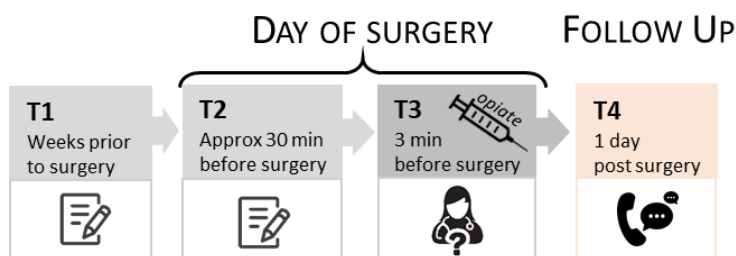 DAY OF SURGERY
FOLLOW UP
T1
Weeks prior
to surgery
T2
Approx 30 min
before surgery
T3
opiate
3 min
before surgery
T4
1 day
post surgery
?